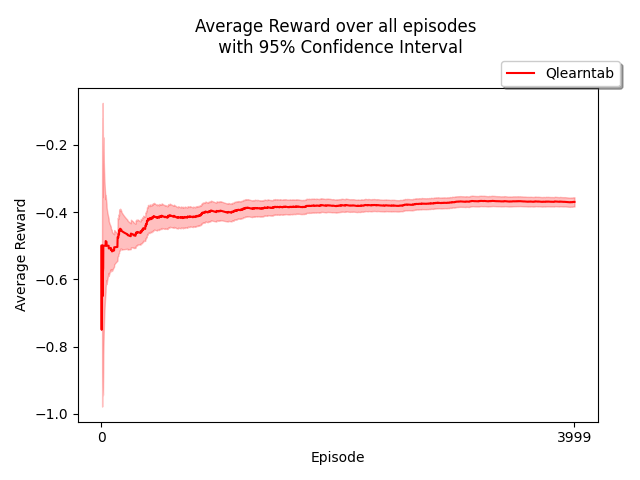 Average Reward over all episodes
with 95% Confidence Interval
Qlearntab
−0.2
−0.4
−0.6
−0.8
−1.0
Average Reward
0
3999
Episode